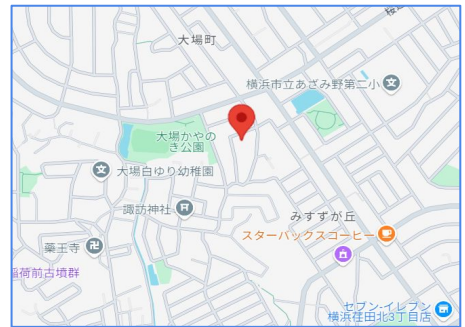 大場町
横浜市立あざみ野第二小
大場かやの
き公園
大場白ゆり幼稚園
諏訪神社
みすずが丘
スターバックスコーヒー
薬王寺
稲荷前古墳群
セブン-イレブン
横浜荏田北3丁目店